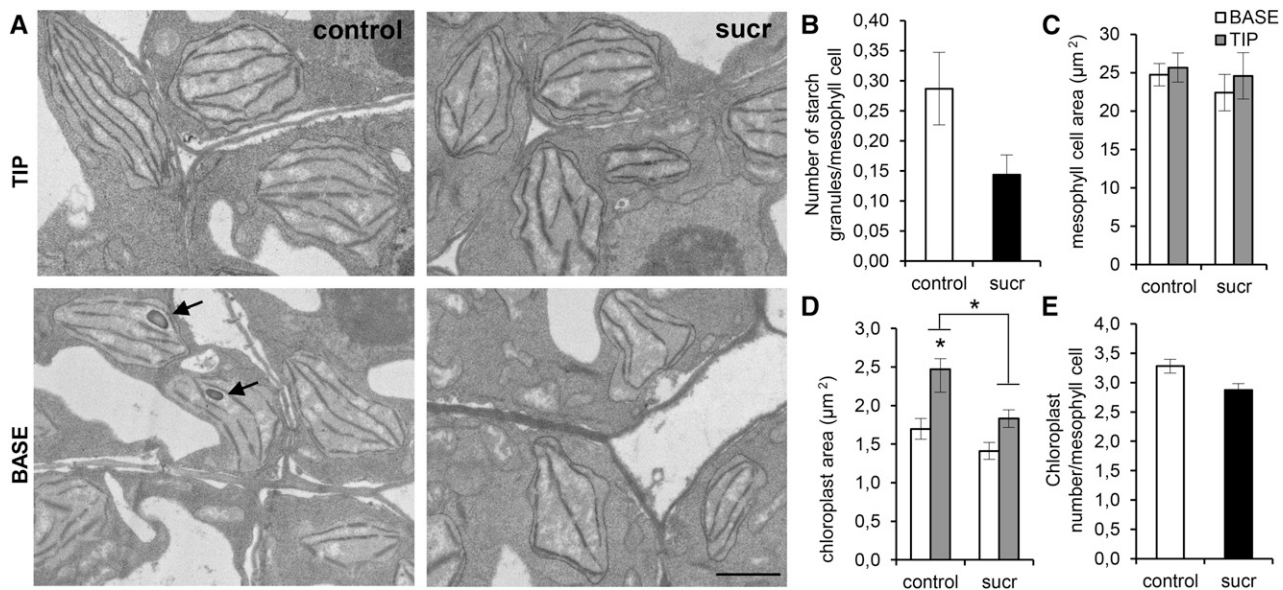 A
control
sucr
TIP
BASE
B
Number of starch
granules/mesophyll cell
0,40
0,35
0,30
0,25
0,20
0,15
0,10
0,05
0,00
control
sucr
C
BASE
TIP
mesophyll cell area (µm²)
30
25
20
15
10
5
0
control
sucr
D
chloroplast area (µm²)
3,0
2,5
2,0
1,5
1,0
0,5
0,0
*
*
control
sucr
E
Chloroplast
number/mesophyll cell
4,0
3,5
3,0
2,5
2,0
1,5
1,0
0,5
0,0
control
sucr